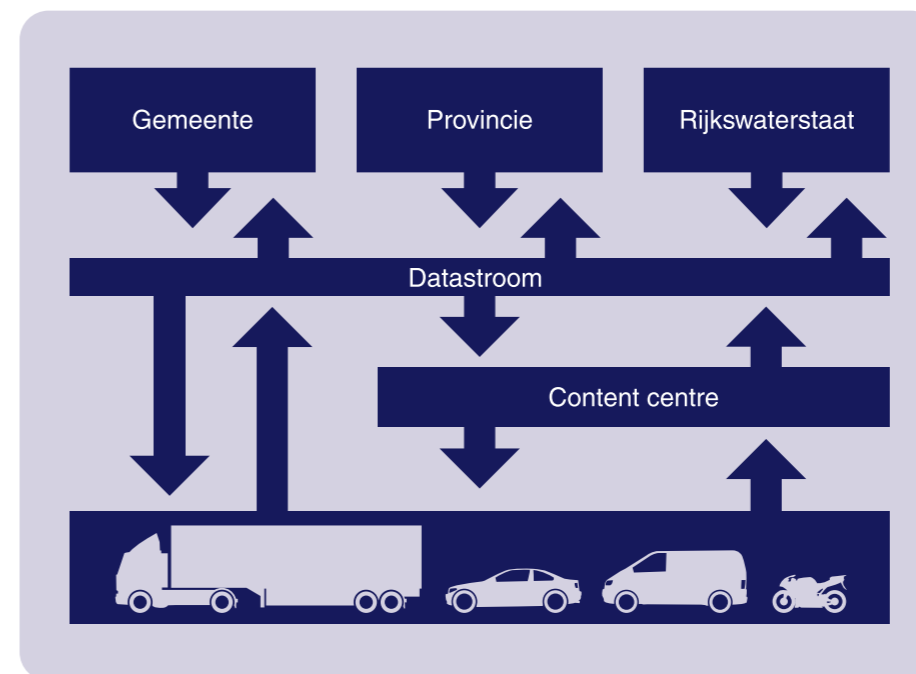 Gemeente
Provincie
Rijkswaterstaat
Datastroom
Content centre